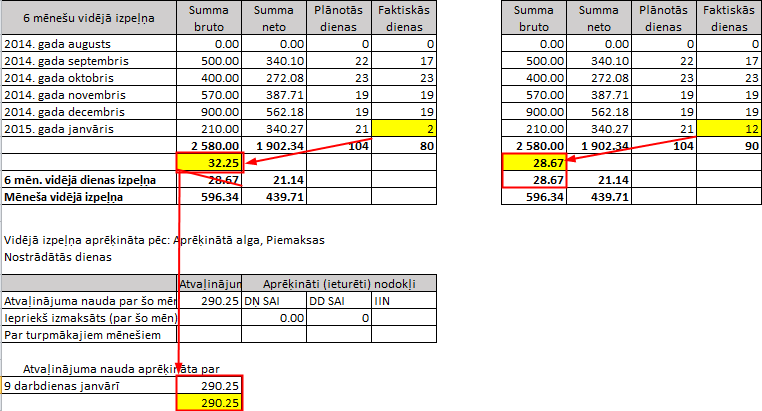 6 mēnešu vidējā izpeļņa Summa bruto Summa neto Plānotās dienas Faktiskās dienas
2014. gada augusts 0.00 0.00 0 0
2014. gada septembris 500.00 340.10 22 17
2014. gada oktobris 400.00 272.08 23 23
2014. gada novembris 570.00 387.71 19 19
2014. gada decembris 900.00 562.18 19 19
2015. gada janvāris 210.00 340.27 21 2
2 580.00 1 902.34 104 80
32.25
6 mēn. vidējā dienas izpeļņa 28.67 21.14
Mēneša vidējā izpeļņa 596.34 439.71
Summa bruto Summa neto Plānotās dienas Faktiskās dienas
0.00 0.00 0 0
500.00 340.10 22 17
400.00 272.08 23 23
570.00 387.71 19 19
900.00 562.18 19 19
210.00 340.27 21 12
2 580.00 1 902.34 104 90
28.67
28.67 21.14
596.34 439.71
Vidējā izpeļņa aprēķināta pēc: Aprēķinātā alga, Piemaksas
Nostrādātās dienas
Atvaļinājum Aprēķināti (ieturēti) nodokļi
Atvaļinājuma nauda par šo mēn 290.25 DŅ SAI DD SAI IIN
Iepriekš izmaksāts (par šo mēn) 0.00 0
Par turpmākajiem mēnešiem
Atvaļinājuma nauda aprēķināta par
9 darbdienas janvārī 290.25
290.25